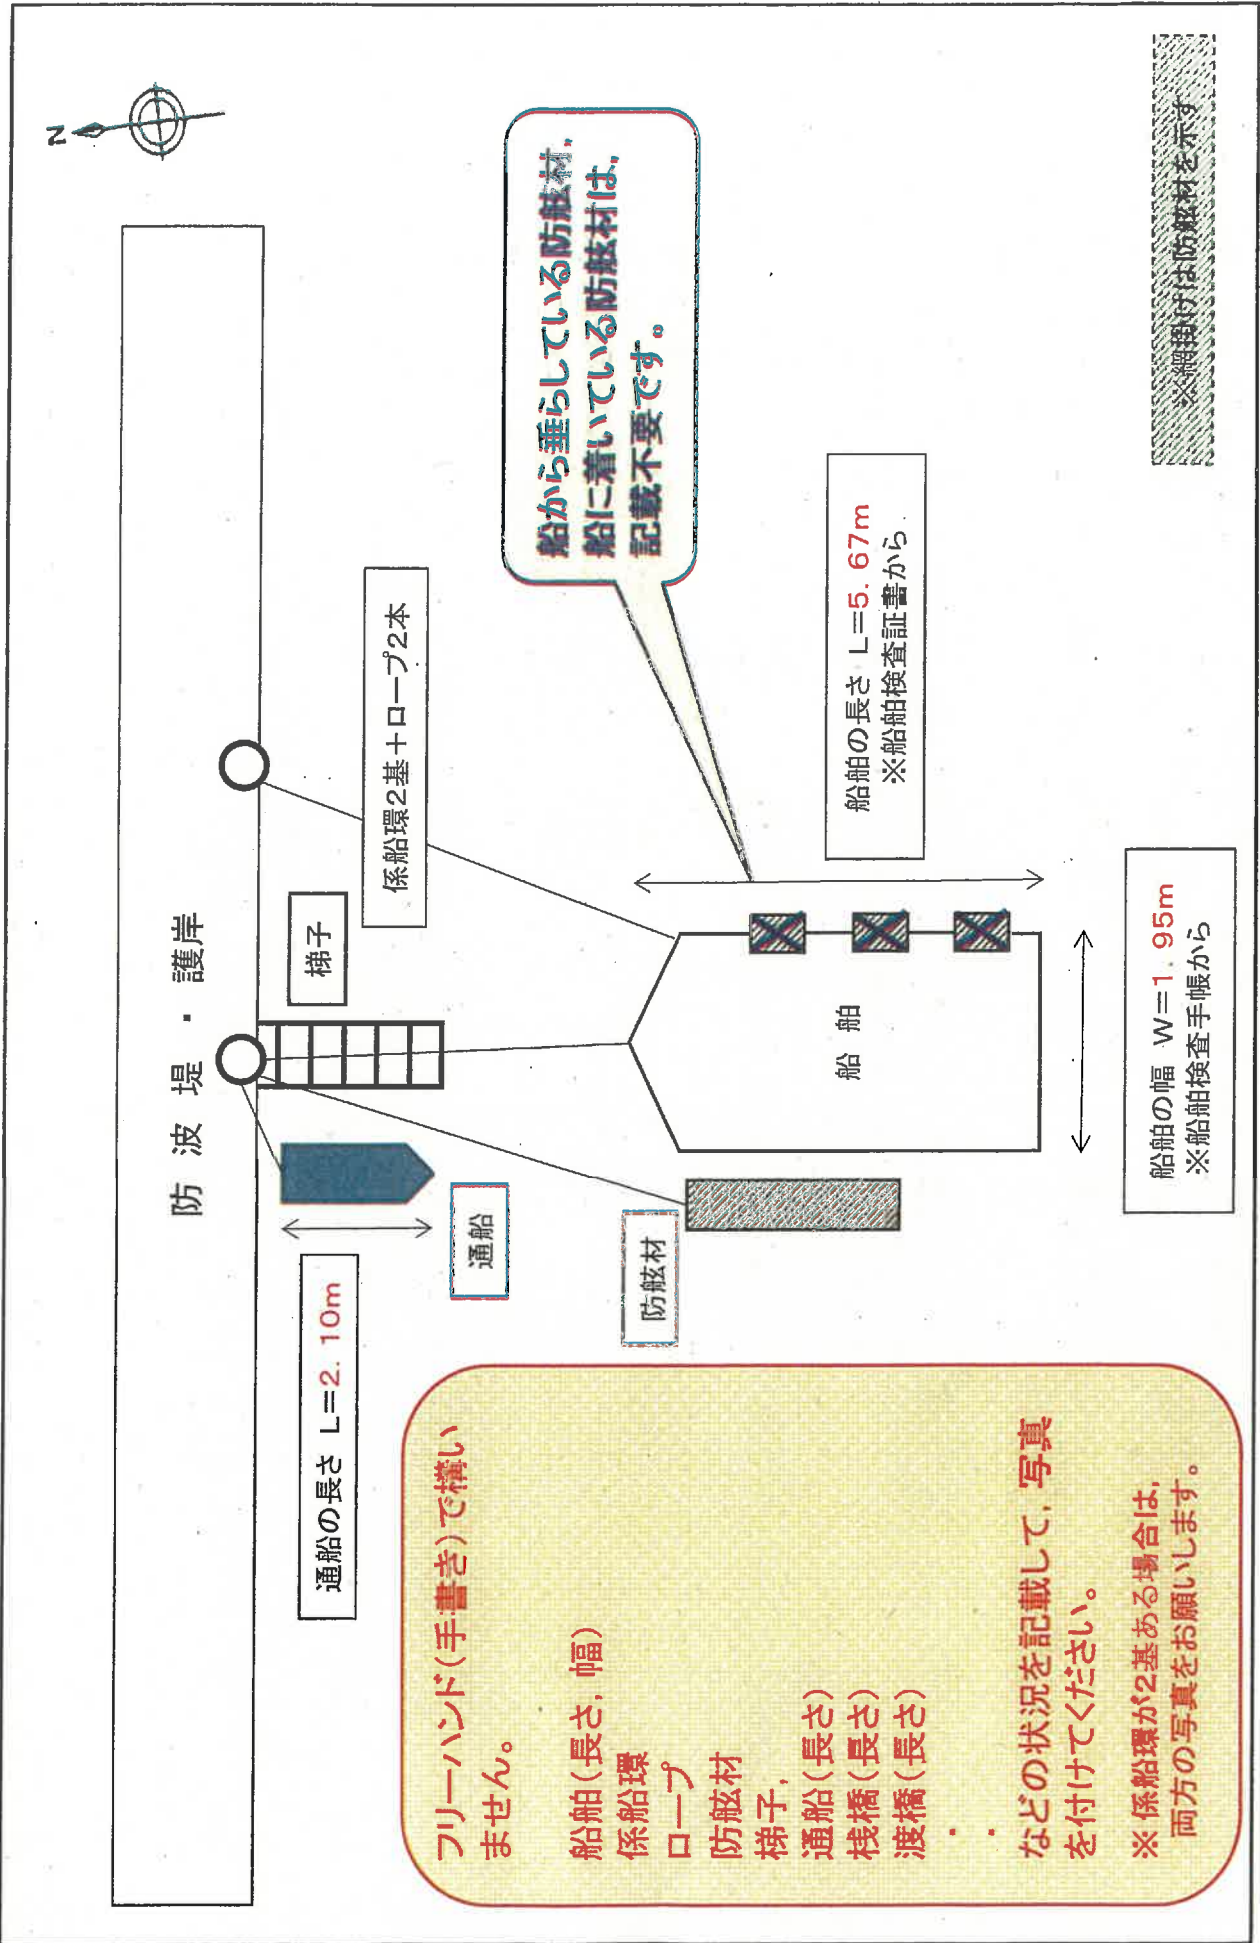 N
防波堤・護岸
梯子
係船環2基+ロープ2本
船から垂らしている防舷材,
船に着いている防舷材は,
記載不要です。
通船の長さ L=2.10m
通船
防舷材
船舶
船舶の長さ L=5.67m
※船舶検査証書から
船舶の幅 W=1.95m
※船舶検査手帳から
フリーハンド(手書き)で構い
ません。
船舶(長さ,幅)
係船環
ロープ
防舷材
梯子,
通船(長さ)
桟橋(長さ)
渡橋(長さ)
・
・
などの状況を記載して,写真
を付けてください。
※係船環が2基ある場合は,
両方の写真をお願いします。
※網掛けは防舷材を示す